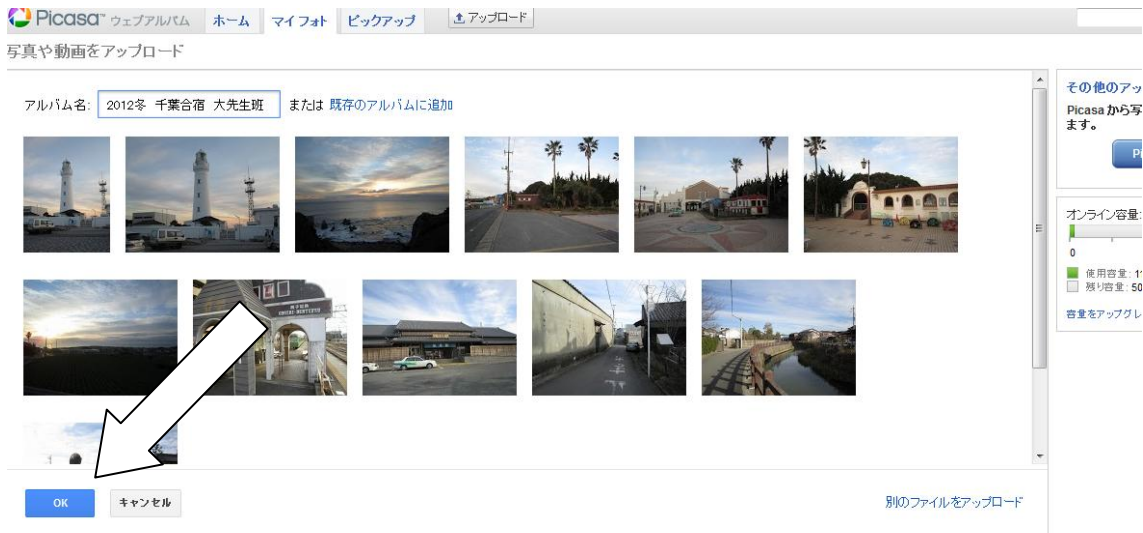 Picasa™ ウェブアルバム ホーム マイフォト ピックアップ アップロード
写真や動画をアップロード
アルバム名: 2012冬 千葉合宿 大先生班 または 既存のアルバムに追加
その他のアッ
Picasa から写
ます。
オンライン容量:
0
使用容量: 11
残り容量: 50
容量をアップグレ
OK キャンセル 別のファイルをアップロード